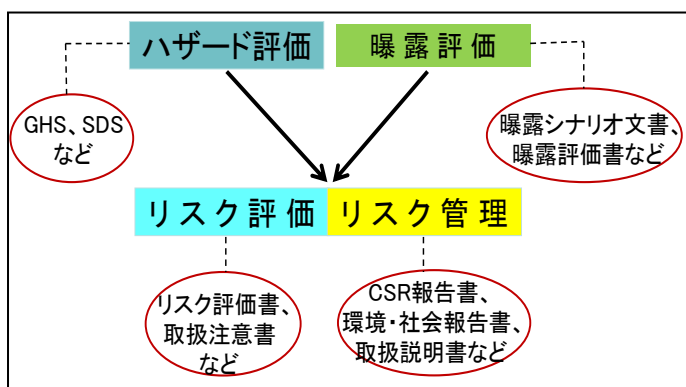 ハザード評価
曝露評価
GHS、SDS
など
曝露シナリオ文書、
曝露評価書など
リスク評価
リスク管理
リスク評価書、
取扱注意書
など
CSR報告書、
環境・社会報告書、
取扱説明書など